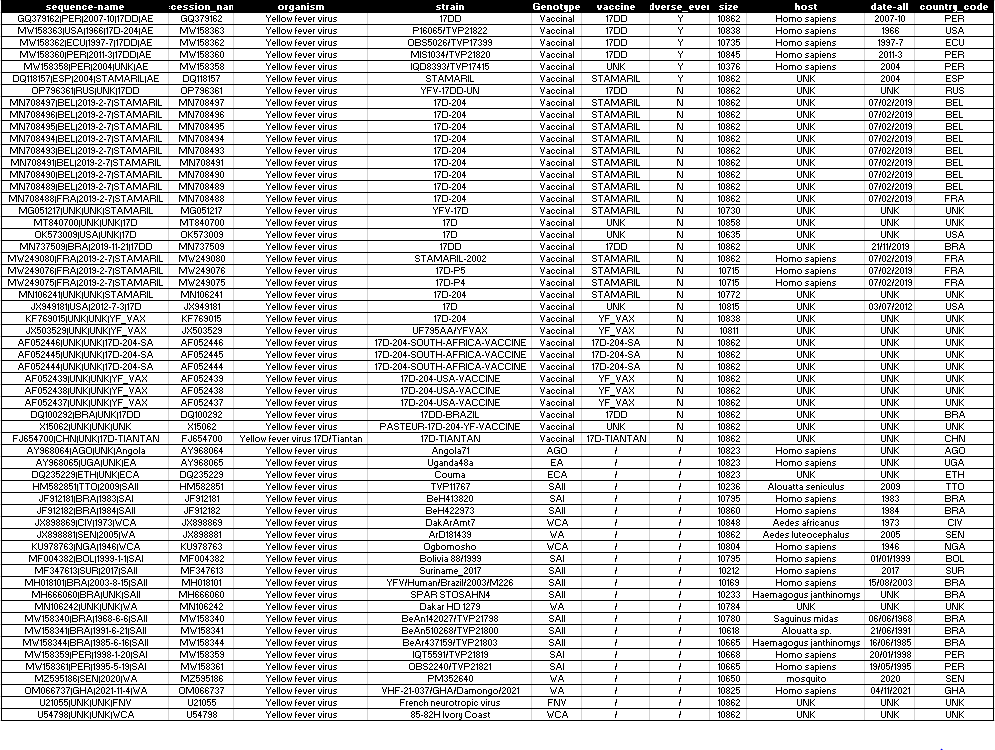 sequence-name cession_nan organism strain Genotype vaccine dverse_ever size host date-all country_code
GQ379162|PER|2007-10|17DD|AE GQ379162 Yellow fever virus 17DD Vaccinal 17DD Y 10862 Homo sapiens 2007-10 PER
MW158363|USA|1966|17D-204|AE MW158363 Yellow fever virus P16065/TVP21822 Vaccinal 17DD Y 10838 Homo sapiens 1966 USA
MW158362|ECU|1997-7|17DD|AE MW158362 Yellow fever virus OBS5026/TVP17399 Vaccinal 17DD Y 10735 Homo sapiens 1997-7 ECU
MW158360|PER|2011-3|17DD|AE MW158360 Yellow fever virus MIS1034/TVP21820 Vaccinal 17DD Y 10845 Homo sapiens 2011-3 PER
MW158358|PER|2004|UNK|AE MW158358 Yellow fever virus IQD8393/TVP17415 Vaccinal UNK Y 10376 Homo sapiens 2004 PER
DQ118157|ESP|2004|STAMARIL|AE DQ118157 Yellow fever virus STAMARIL Vaccinal STAMARIL Y 10862 UNK 2004 ESP
OP796361|RUS|UNK|17DD OP796361 Yellow fever virus YFV-17DD-UN Vaccinal 17DD N 10862 UNK UNK RUS
MN708497|BEL|2019-2-7|STAMARIL MN708497 Yellow fever virus 17D-204 Vaccinal STAMARIL N 10862 UNK 07/02/2019 BEL
MN708496|BEL|2019-2-7|STAMARIL MN708496 Yellow fever virus 17D-204 Vaccinal STAMARIL N 10862 UNK 07/02/2019 BEL
MN708495|BEL|2019-2-7|STAMARIL MN708495 Yellow fever virus 17D-204 Vaccinal STAMARIL N 10862 UNK 07/02/2019 BEL
MN708494|BEL|2019-2-7|STAMARIL MN708494 Yellow fever virus 17D-204 Vaccinal STAMARIL N 10862 UNK 07/02/2019 BEL
MN708493|BEL|2019-2-7|STAMARIL MN708493 Yellow fever virus 17D-204 Vaccinal STAMARIL N 10862 UNK 07/02/2019 BEL
MN708491|BEL|2019-2-7|STAMARIL MN708491 Yellow fever virus 17D-204 Vaccinal STAMARIL N 10862 UNK 07/02/2019 BEL
MN708490|BEL|2019-2-7|STAMARIL MN708490 Yellow fever virus 17D-204 Vaccinal STAMARIL N 10862 UNK 07/02/2019 BEL
MN708489|BEL|2019-2-7|STAMARIL MN708489 Yellow fever virus 17D-204 Vaccinal STAMARIL N 10862 UNK 07/02/2019 BEL
MN708488|FRA|2019-2-7|STAMARIL MN708488 Yellow fever virus 17D-204 Vaccinal STAMARIL N 10862 UNK 07/02/2019 FRA
MG051217|UNK|UNK|STAMARIL MG051217 Yellow fever virus YFV-17D Vaccinal STAMARIL N 10730 UNK UNK UNK
MT840700|UNK|UNK|17D MT840700 Yellow fever virus 17D Vaccinal UNK N 10858 UNK UNK UNK
OK573009|USA|UNK|17D OK573009 Yellow fever virus 17D Vaccinal UNK N 10635 UNK UNK USA
MN737509|BRA|2019-11-21|17DD MN737509 Yellow fever virus 17DD Vaccinal 17DD N 10862 UNK 21/11/2019 BRA
MW249080|FRA|2019-2-7|STAMARIL MW249080 Yellow fever virus STAMARIL-2002 Vaccinal STAMARIL N 10862 Homo sapiens 07/02/2019 FRA
MW249076|FRA|2019-2-7|STAMARIL MW249076 Yellow fever virus 17D-P5 Vaccinal STAMARIL N 10715 Homo sapiens 07/02/2019 FRA
MW249075|FRA|2019-2-7|STAMARIL MW249075 Yellow fever virus 17D-P4 Vaccinal STAMARIL N 10715 Homo sapiens 07/02/2019 FRA
MN106241|UNK|UNK|STAMARIL MN106241 Yellow fever virus 17D-204 Vaccinal STAMARIL N 10772 UNK UNK UNK
JX949181|USA|2012-7-3|17D JX949181 Yellow fever virus 17D Vaccinal UNK N 10815 UNK 03/07/2012 USA
KF769015|UNK|UNK|YF_VAX KF769015 Yellow fever virus 17D-204 Vaccinal YF_VAX N 10838 UNK UNK UNK
JX503529|UNK|UNK|YF_VAX JX503529 Yellow fever virus UF795AA/YFVAX Vaccinal YF_VAX N 10811 UNK UNK UNK
AF052446|UNK|UNK|17D-204-SA AF052446 Yellow fever virus 17D-204-SOUTH-AFRICA-VACCINE Vaccinal 17D-204-SA N 10862 UNK UNK UNK
AF052445|UNK|UNK|17D-204-SA AF052445 Yellow fever virus 17D-204-SOUTH-AFRICA-VACCINE Vaccinal 17D-204-SA N 10862 UNK UNK UNK
AF052444|UNK|UNK|17D-204-SA AF052444 Yellow fever virus 17D-204-SOUTH-AFRICA-VACCINE Vaccinal 17D-204-SA N 10862 UNK UNK UNK
AF052439|UNK|UNK|YF_VAX AF052439 Yellow fever virus 17D-204-USA-VACCINE Vaccinal YF_VAX N 10862 UNK UNK UNK
AF052438|UNK|UNK|YF_VAX AF052438 Yellow fever virus 17D-204-USA-VACCINE Vaccinal YF_VAX N 10862 UNK UNK UNK
AF052437|UNK|UNK|YF_VAX AF052437 Yellow fever virus 17D-204-USA-VACCINE Vaccinal YF_VAX N 10862 UNK UNK UNK
DQ100292|BRA|UNK|17DD DQ100292 Yellow fever virus 17DD-BRAZIL Vaccinal 17DD N 10862 UNK UNK BRA
X15062|UNK|UNK|UNK X15062 Yellow fever virus PASTEUR-17D-204-YF-VACCINE Vaccinal UNK N 10862 UNK UNK UNK
FJ654700|CHN|UNK|17D-TIANTAN FJ654700 Yellow fever virus 17D/Tiantan 17D-TIANTAN Vaccinal 17D-TIANTAN N 10862 UNK UNK CHN
AY968064|AGO|UNK|Angola AY968064 Yellow fever virus Angola71 AGO / / 10823 Homo sapiens UNK AGO
AY968065|UGA|UNK|EA AY968065 Yellow fever virus Uganda48a EA / / 10823 Homo sapiens UNK UGA
DQ235229|ETH|UNK|ECA DQ235229 Yellow fever virus Couma ECA / / 10823 UNK UNK ETH
HM582851|TTO|2009|SAII HM582851 Yellow fever virus TVP11767 SAII / / 10236 Alouatta seniculus 2009 TTO
JF912181|BRA|1983|SAI JF912181 Yellow fever virus BeH413820 SAI / / 10795 Homo sapiens 1983 BRA
JF912182|BRA|1984|SAII JF912182 Yellow fever virus BeH422973 SAII / / 10860 Homo sapiens 1984 BRA
JX898869|CIV|1973|WCA JX898869 Yellow fever virus DakArAmt7 WCA / / 10848 Aedes africanus 1973 CIV
JX898881|SEN|2005|WA JX898881 Yellow fever virus ArD181439 WA / / 10862 Aedes luteocephalus 2005 SEN
KU978763|NGA|1946|WCA KU978763 Yellow fever virus Ogbomosho WCA / / 10804 Homo sapiens 1946 NGA
MF004382|BOL|1999-1-1|SAI MF004382 Yellow fever virus Bolivia 88/1999 SAI / / 10795 Homo sapiens 01/01/1999 BOL
MF347613|SUR|2017|SAII MF347613 Yellow fever virus Suriname_2017 SAII / / 10212 Homo sapiens 2017 SUR
MH018101|BRA|2003-8-15|SAII MH018101 Yellow fever virus YFV/Human/Brazil/2003/M226 SAII / / 10169 Homo sapiens 15/08/2003 BRA
MH666060|BRA|UNK|SAII MH666060 Yellow fever virus SPAR STOSAHN4 SAII / / 10233 Haemagogus janthinomys UNK BRA
MN106242|UNK|UNK|WA MN106242 Yellow fever virus Dakar HD 1279 WA / / 10784 UNK UNK UNK
MW158340|BRA|1968-6-6|SAII MW158340 Yellow fever virus BeAn142027/TVP21798 SAII / / 10780 Saguinus midas 06/06/1968 BRA
MW158341|BRA|1991-6-21|SAII MW158341 Yellow fever virus BeAn510268/TVP21800 SAII / / 10618 Alouatta sp. 21/06/1991 BRA
MW158344|BRA|1985-6-16|SAII MW158344 Yellow fever virus BeAr437159/TVP21803 SAII / / 10665 Haemagogus janthinomys 16/06/1985 BRA
MW158359|PER|1998-1-20|SAI MW158359 Yellow fever virus IQT5591/TVP21819 SAI / / 10668 Homo sapiens 20/01/1998 PER
MW158361|PER|1995-5-19|SAI MW158361 Yellow fever virus OBS2240/TVP21821 SAI / / 10665 Homo sapiens 19/05/1995 PER
MZ595186|SEN|2020|WA MZ595186 Yellow fever virus PM352640 WA / / 10650 mosquito 2020 SEN
OM066737|GHA|2021-11-4|WA OM066737 Yellow fever virus VHF-21-037/GHA/Damongo/2021 WA / / 10825 Homo sapiens 04/11/2021 GHA
U21055|UNK|UNK|FNV U21055 Yellow fever virus French neurotropic virus FNV / / 10862 UNK UNK UNK
U54798|UNK|UNK|WCA U54798 Yellow fever virus 85-82H Ivory Coast WCA / / 10862 UNK UNK UNK